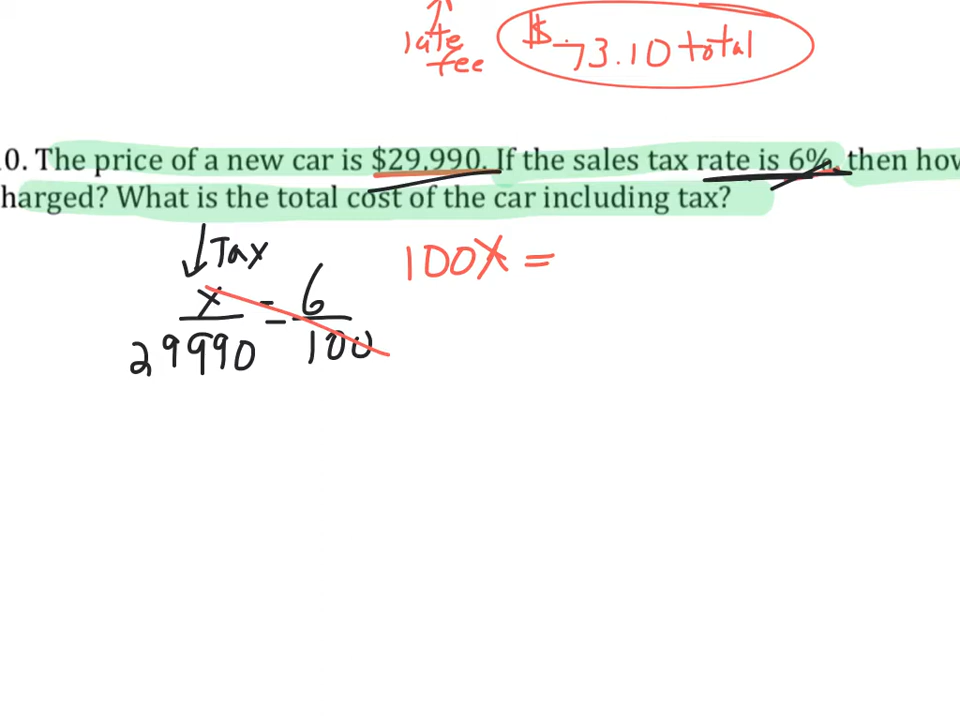 late
fee
$73.10 total
0. The price of a new car is $29,990. If the sales tax rate is 6%, then how
harged? What is the total cost of the car including tax?
Tax
x/29990 = 6/100
100X =